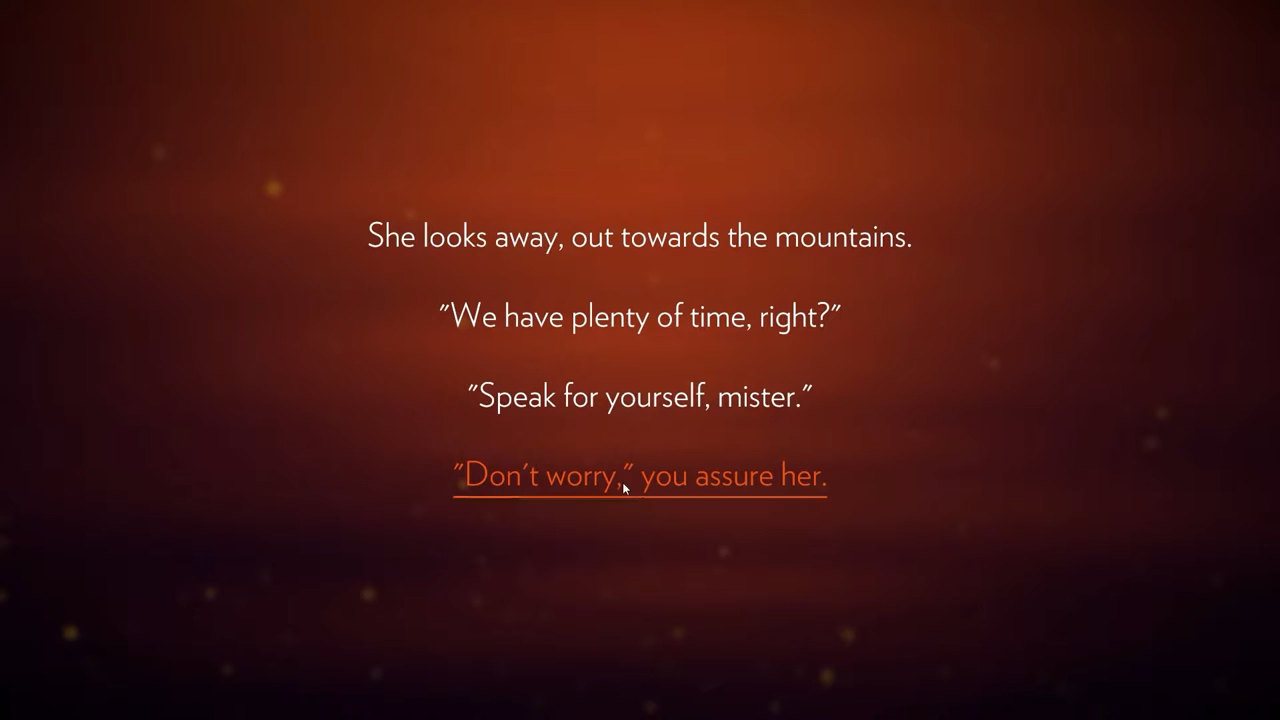 She looks away, out towards the mountains.
"We have plenty of time, right?"
"Speak for yourself, mister."
"Don't worry," you assure her.